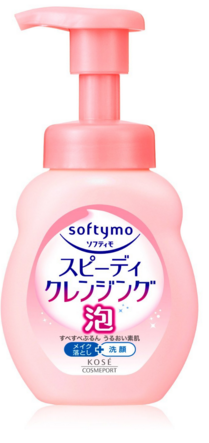 softymo
ソフティモ
スピーディ
クレンジング
泡
すべすべぷるん うるおい素肌
メイク
落とし + 洗顔
KOSÉ
COSMEPORT